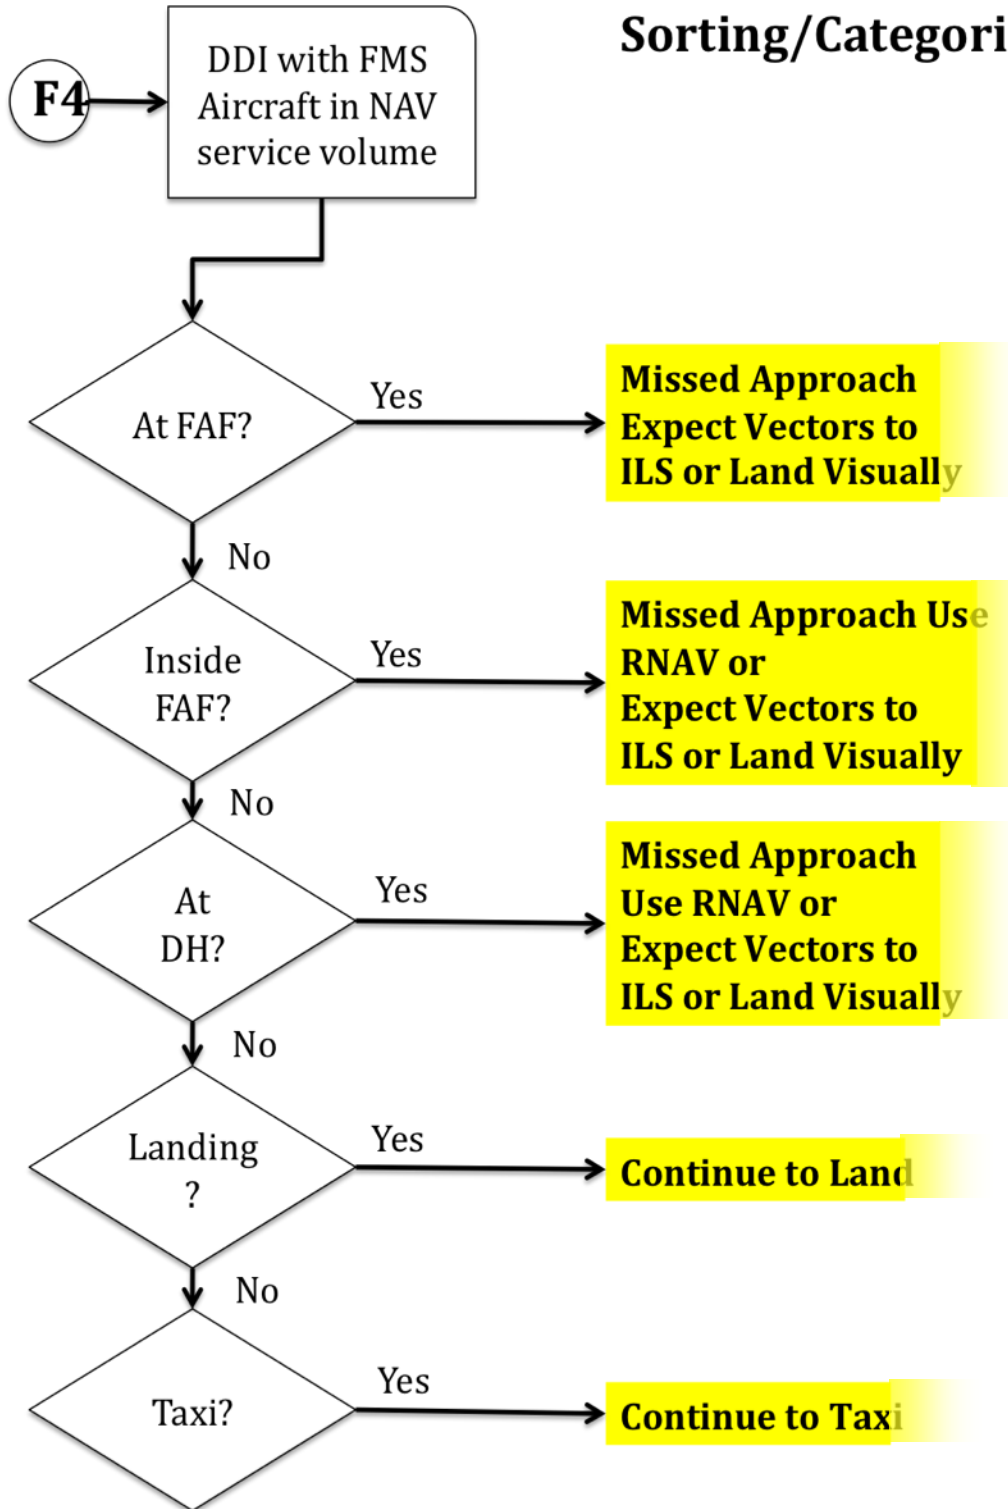 Sorting/Categori
F4
DDI with FMS
Aircraft in NAV
service volume
At FAF?
Yes
Missed Approach
Expect Vectors to
ILS or Land Visually
No
Inside
FAF?
Yes
Missed Approach Use
RNAV or
Expect Vectors to
ILS or Land Visually
No
At
DH?
Yes
Missed Approach
Use RNAV or
Expect Vectors to
ILS or Land Visually
No
Landing
?
Yes
Continue to Land
No
Taxi?
Yes
Continue to Taxi